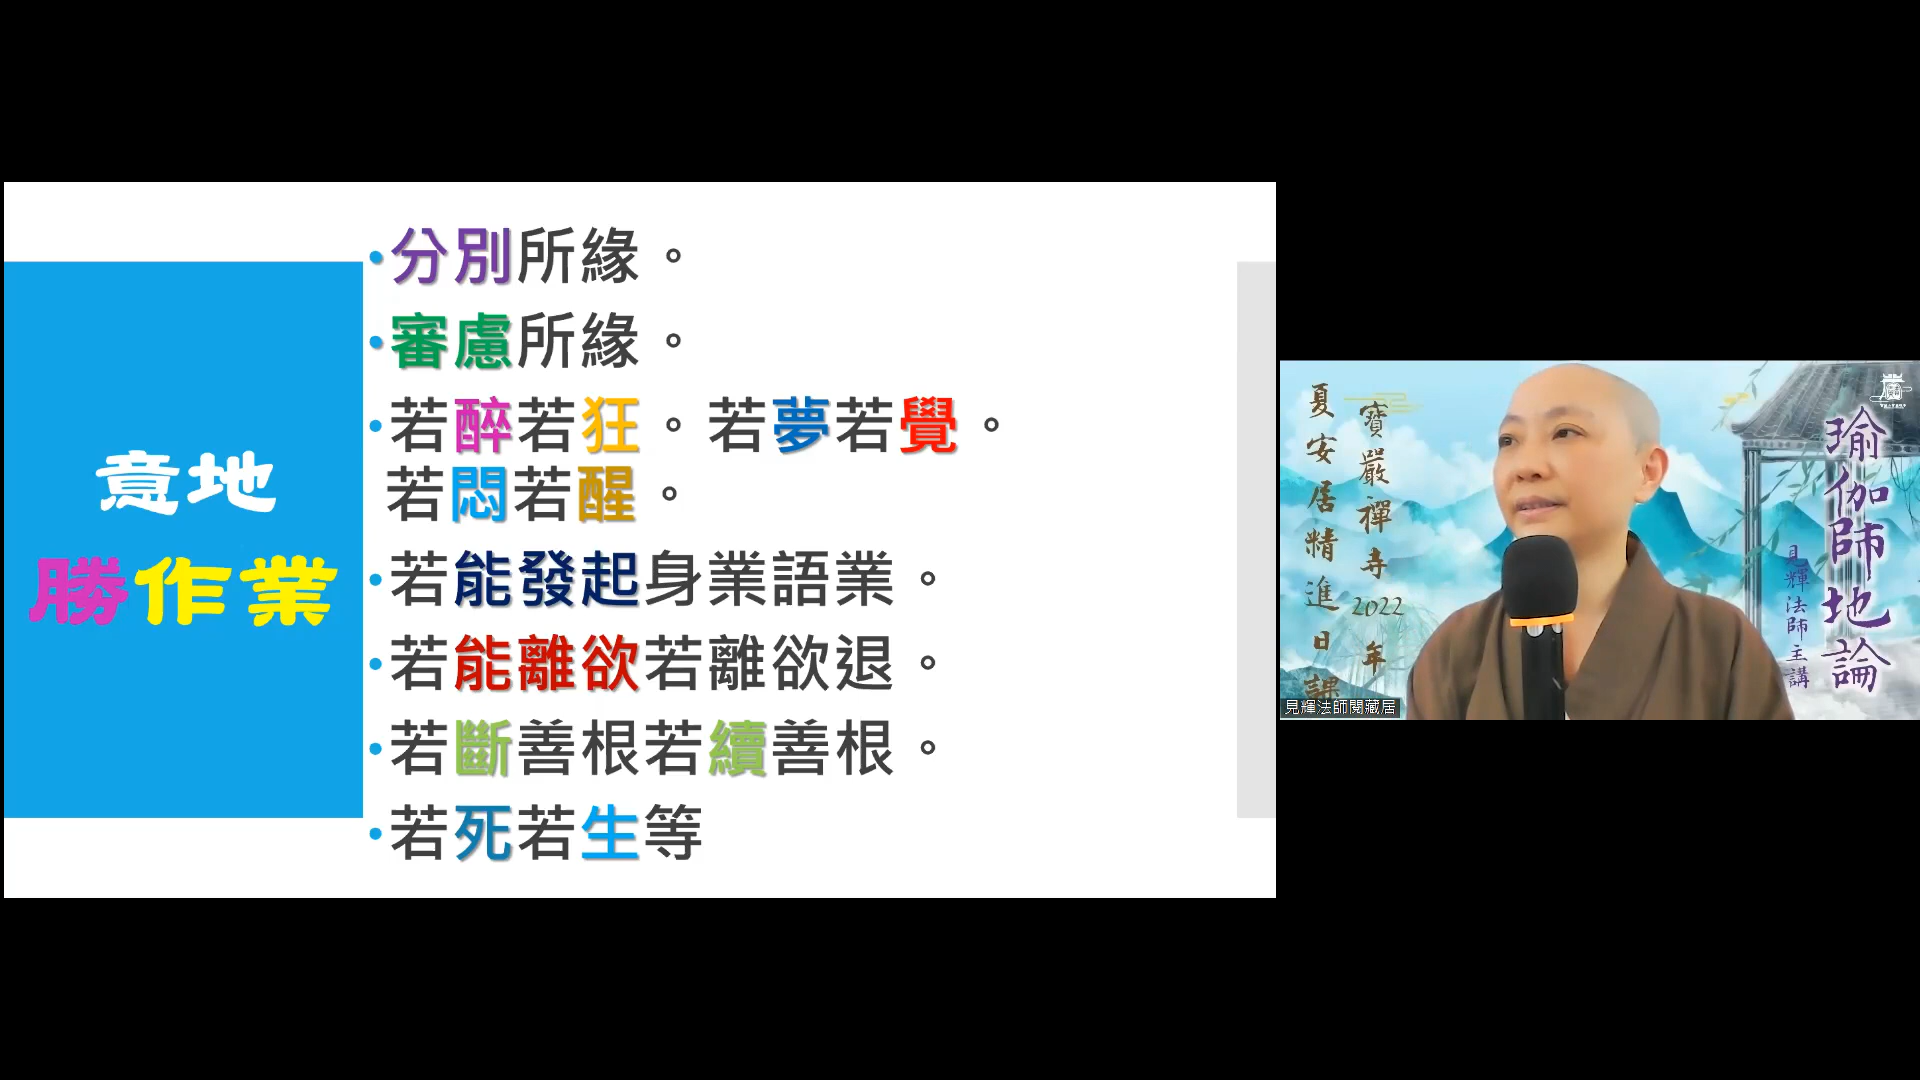 意地
勝作業
•分別所緣。
•審慮所緣。
•若醉若狂。若夢若覺。
若悶若醒。
•若能發起身業語業。
•若能離欲若離欲退。
•若斷善根若續善根。
•若死若生等
寶嚴禪寺2022年
夏安居精進日課
瑜伽師地論
見輝法師主講
見輝法師閱藏居